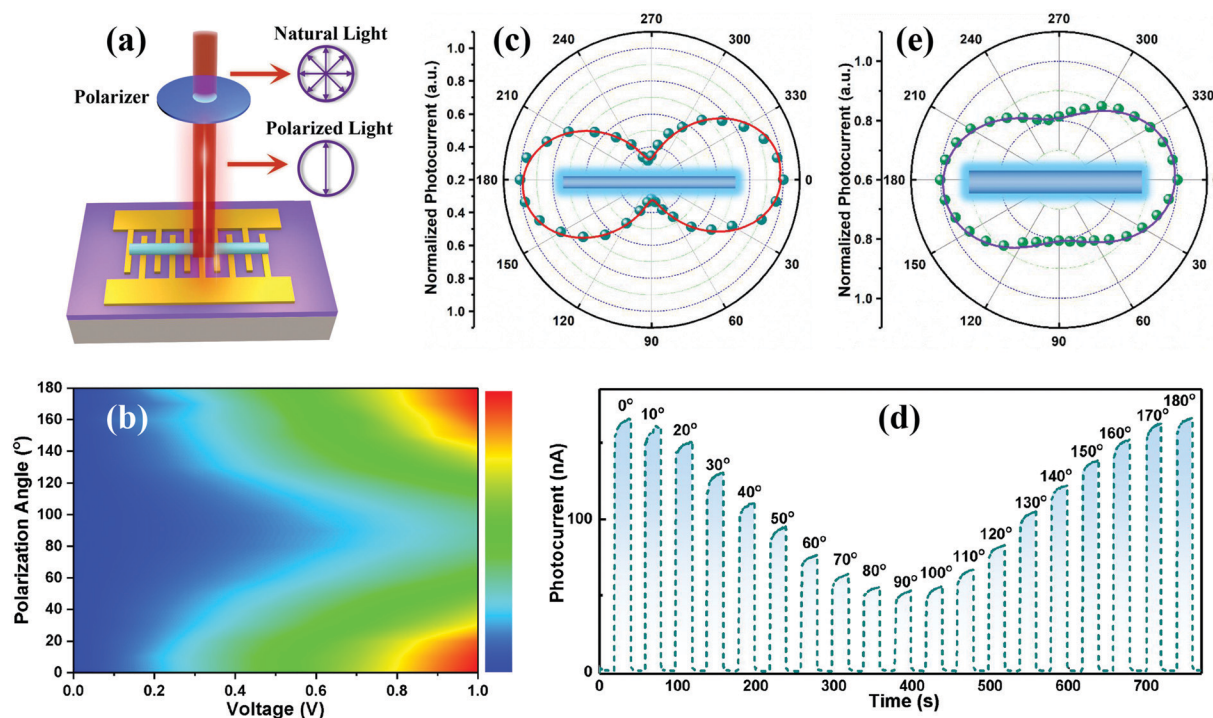 (a)
Natural Light
Polarizer
Polarized Light
(c)
Normalized Photocurrent (a.u.)
1.0
0.8
0.6
0.4
0.2
0.4
0.6
0.8
1.0
270
240
300
210
330
180
0
150
30
120
60
90
(e)
Normalized Photocurrent (a.u.)
1.0
0.8
0.6
0.8
1.0
270
240
300
210
330
180
0
150
30
120
60
90
(b)
Polarization Angle (°)
180
160
140
120
100
80
60
40
20
0
0.0 0.2 0.4 0.6 0.8 1.0
Voltage (V)
(d)
Photocurrent (nA)
100
0
0° 10° 20° 30° 40° 50° 60° 70° 80° 90° 100° 110° 120° 130° 140° 150° 160° 170° 180°
0 100 200 300 400 500 600 700
Time (s)